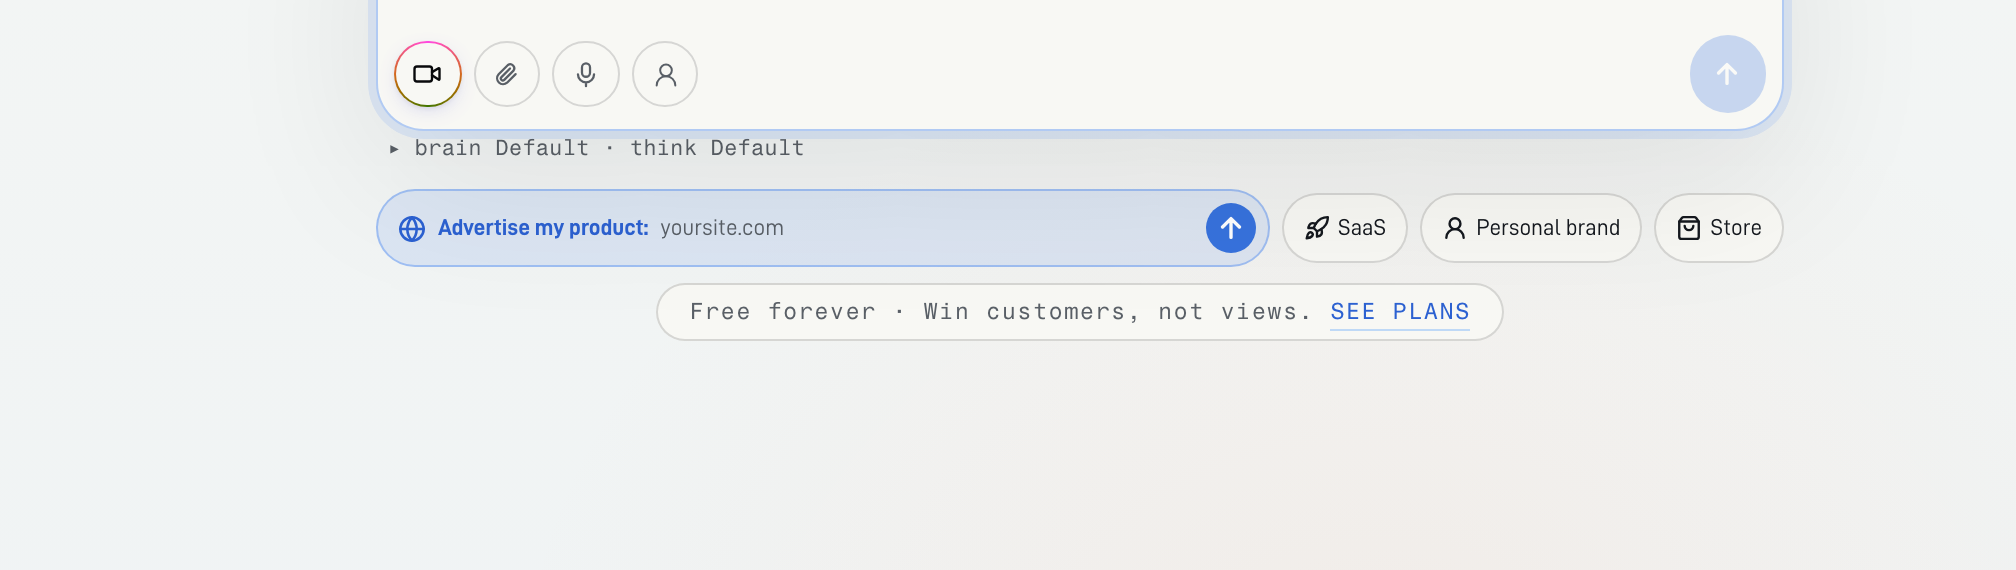 ▸ brain Default · think Default
Advertise my product: yoursite.com
SaaS
Personal brand
Store
Free forever · Win customers, not views. SEE PLANS